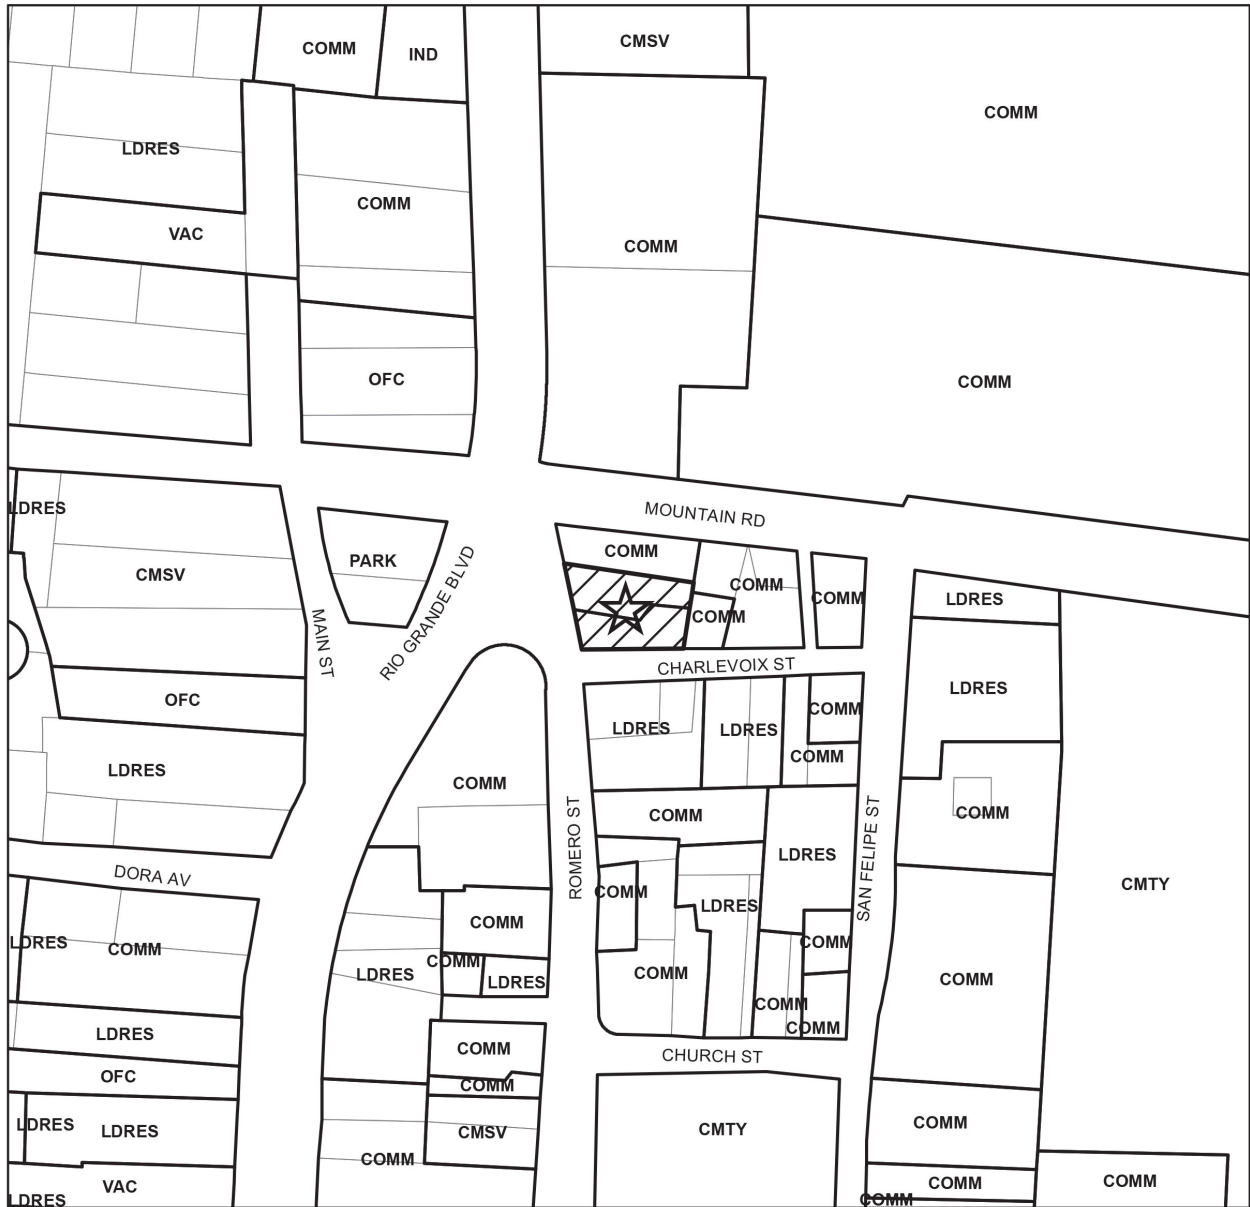 COMM
IND
CMSV
COMM
LDRES
COMM
VAC
COMM
OFC
COMM
LDRES
MOUNTAIN RD
COMM
PARK
CMSV
COMM
COMM
COMM
LDRES
MAIN ST
RIO GRANDE BLVD
CHARLEVOIX ST
OFC
LDRES
LDRES
COMM
LDRES
LDRES
COMM
COMM
COMM
COMM
ROMERO ST
SAN FELIPE ST
LDRES
DORA AV
COMM
LDRES
CMTY
LDRES
COMM
COMM
COMM
COMM
LDRES
LDRES
COMM
COMM
COMM
COMM
LDRES
COMM
COMM
CHURCH ST
OFC
COMM
LDRES
LDRES
CMSV
CMTY
COMM
COMM
VAC
LDRES
COMM
COMM
COMM